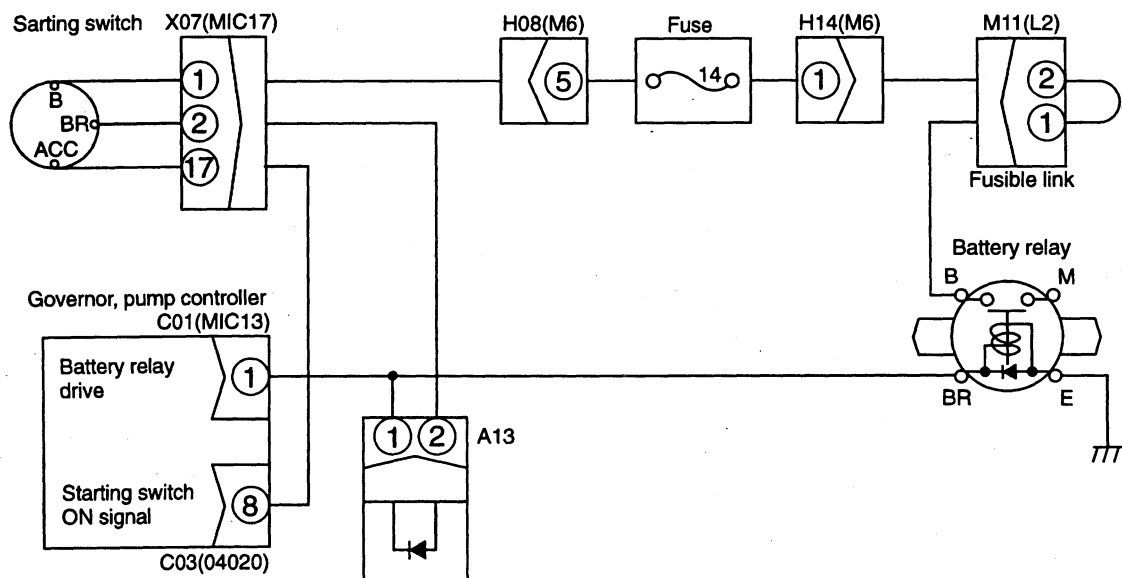 Sarting switch
X07(MIC17)
H08(M6)
Fuse
H14(M6)
M11(L2)
1
5
14
1
2
B
BR
2
1
ACC
17
Fusible link
Battery relay
B
M
Governor, pump controller
C01(MIC13)
Battery relay
drive
1
BR
E
1
2
A13
Starting switch
ON signal
8
C03(04020)